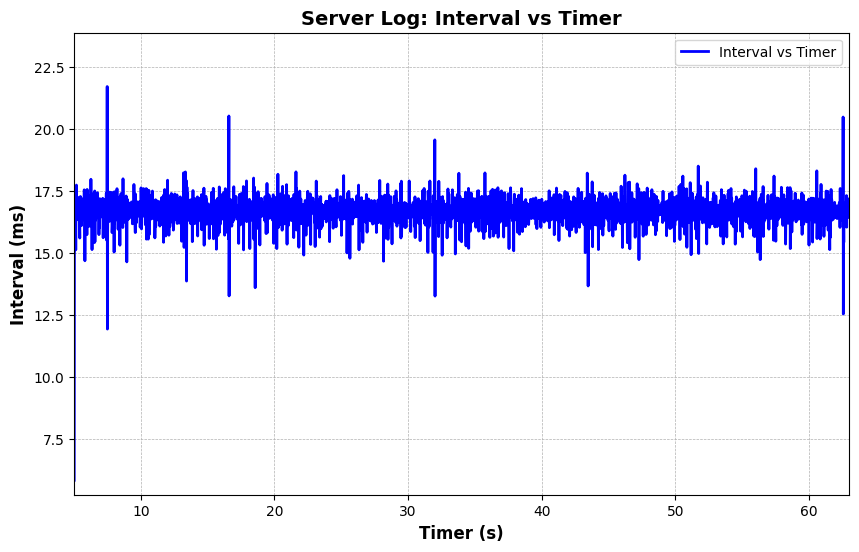 Server Log: Interval vs Timer
Interval vs Timer
22.5
20.0
17.5
15.0
12.5
10.0
7.5
Interval (ms)
10 20 30 40 50 60
Timer (s)